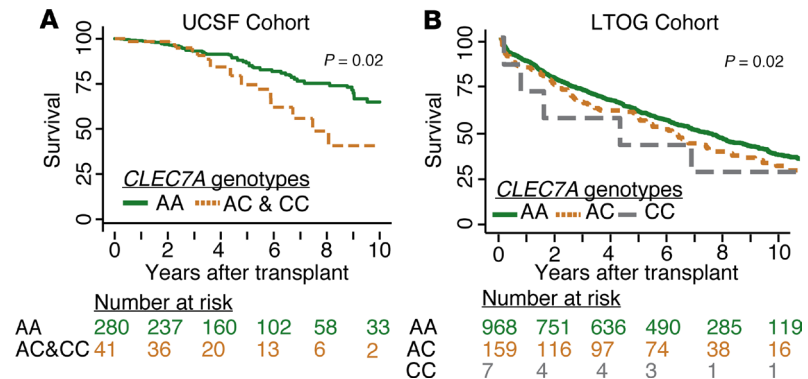 A
UCSF Cohort
P = 0.02
Survival
100
75
50
25
0
CLEC7A genotypes
AA AC & CC
0 2 4 6 8 10
Years after transplant
Number at risk
AA 280 237 160 102 58 33
AC&CC 41 36 20 13 6 2
B
LTOG Cohort
P = 0.02
Survival
100
75
50
25
0
CLEC7A genotypes
AA AC CC
0 2 4 6 8 10
Years after transplant
Number at risk
AA 968 751 636 490 285 119
AC 159 116 97 74 38 16
CC 7 4 4 3 1 1